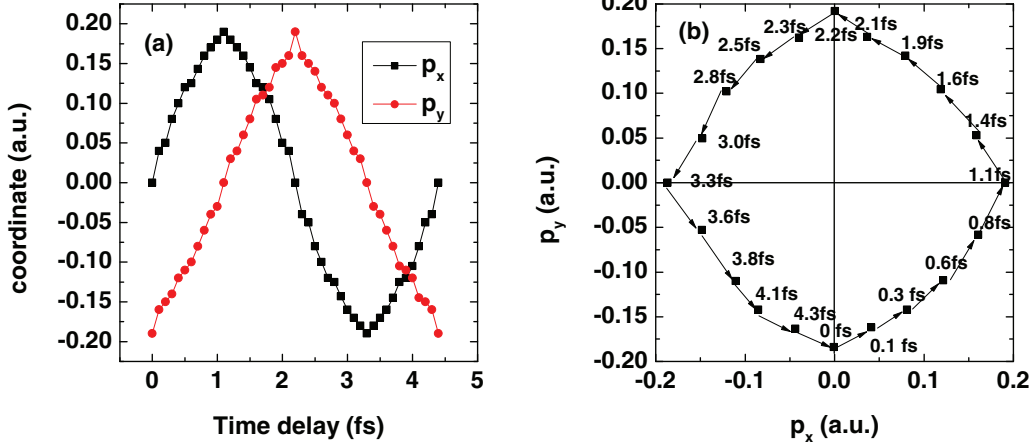 (a)
p_x
p_y
0.20
0.15
0.10
0.05
0.00
-0.05
-0.10
-0.15
-0.20
coordinate (a.u.)
0 1 2 3 4 5
Time delay (fs)
(b)
0.20
0.15
0.10
0.05
0.00
-0.05
-0.10
-0.15
-0.20
p_y (a.u.)
2.3fs 2.1fs
2.2fs
2.5fs 1.9fs
2.8fs 1.6fs
1.4fs
3.0fs
3.3fs 1.1fs
3.6fs 0.8fs
3.8fs 0.6fs
4.1fs 0.3 fs
4.3fs
0 fs
0.1 fs
-0.2 -0.1 0.0 0.1 0.2
p_x (a.u.)